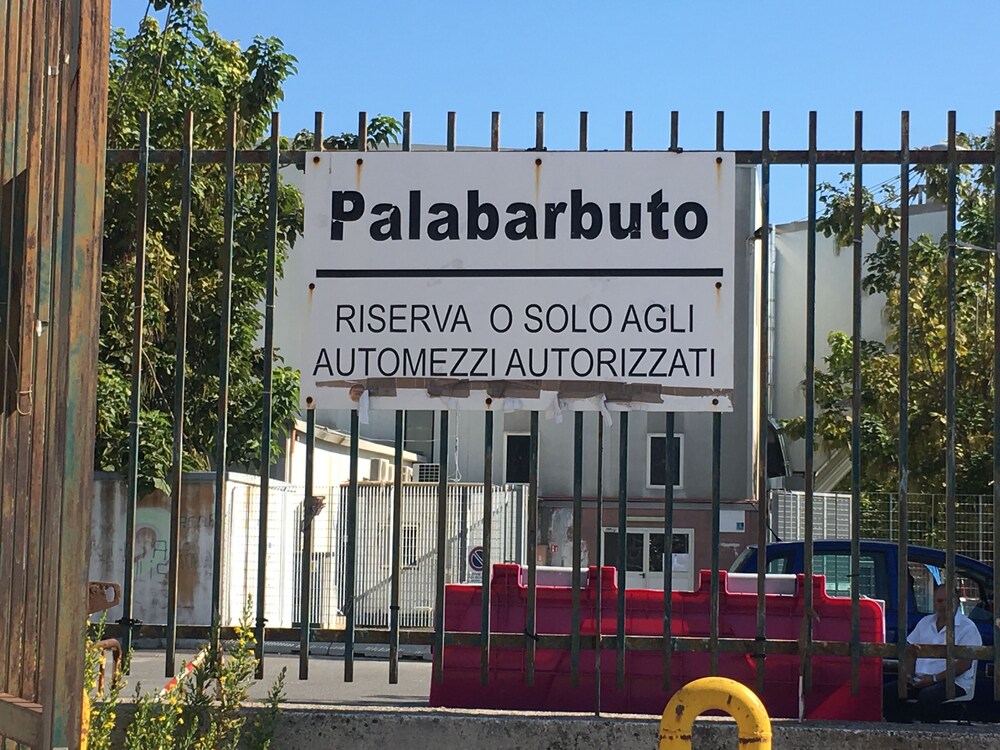 Palabarbuto
RISERVA O SOLO AGLI
AUTOMEZZI AUTORIZZATI